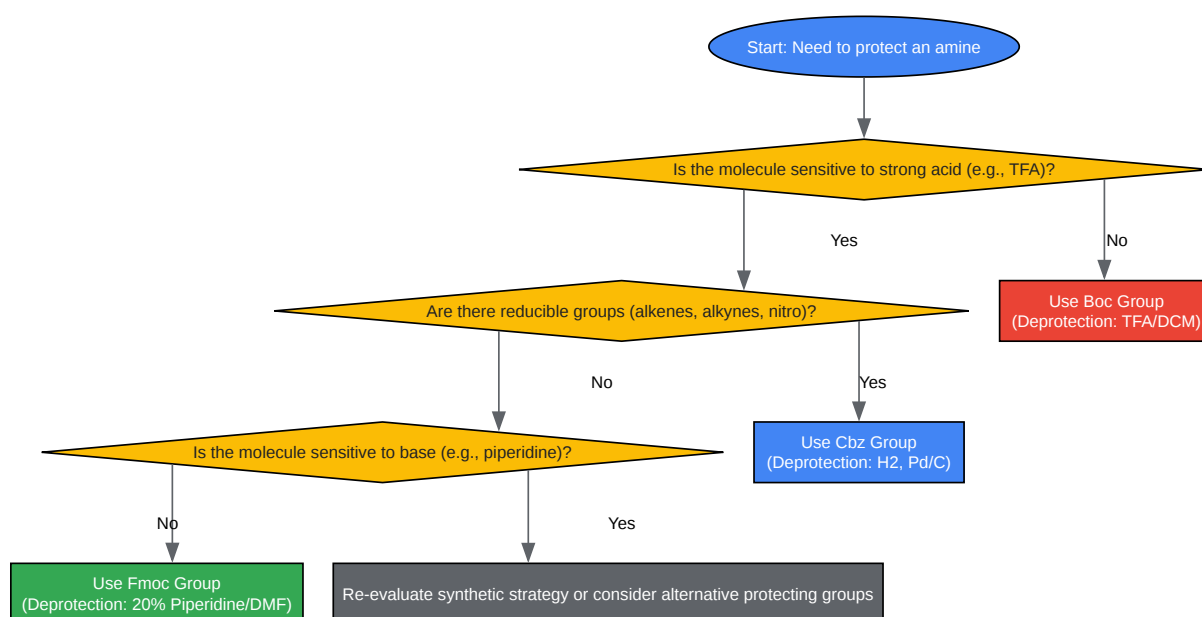 Start: Need to protect an amine
Is the molecule sensitive to strong acid (e.g., TFA)?
Yes
No
Are there reducible groups (alkenes, alkynes, nitro)?
Use Boc Group
(Deprotection: TFA/DCM)
No
Yes
Is the molecule sensitive to base (e.g., piperidine)?
Use Cbz Group
(Deprotection: H2, Pd/C)
No
Yes
Use Fmoc Group
(Deprotection: 20% Piperidine/DMF)
Re-evaluate synthetic strategy or consider alternative protecting groups